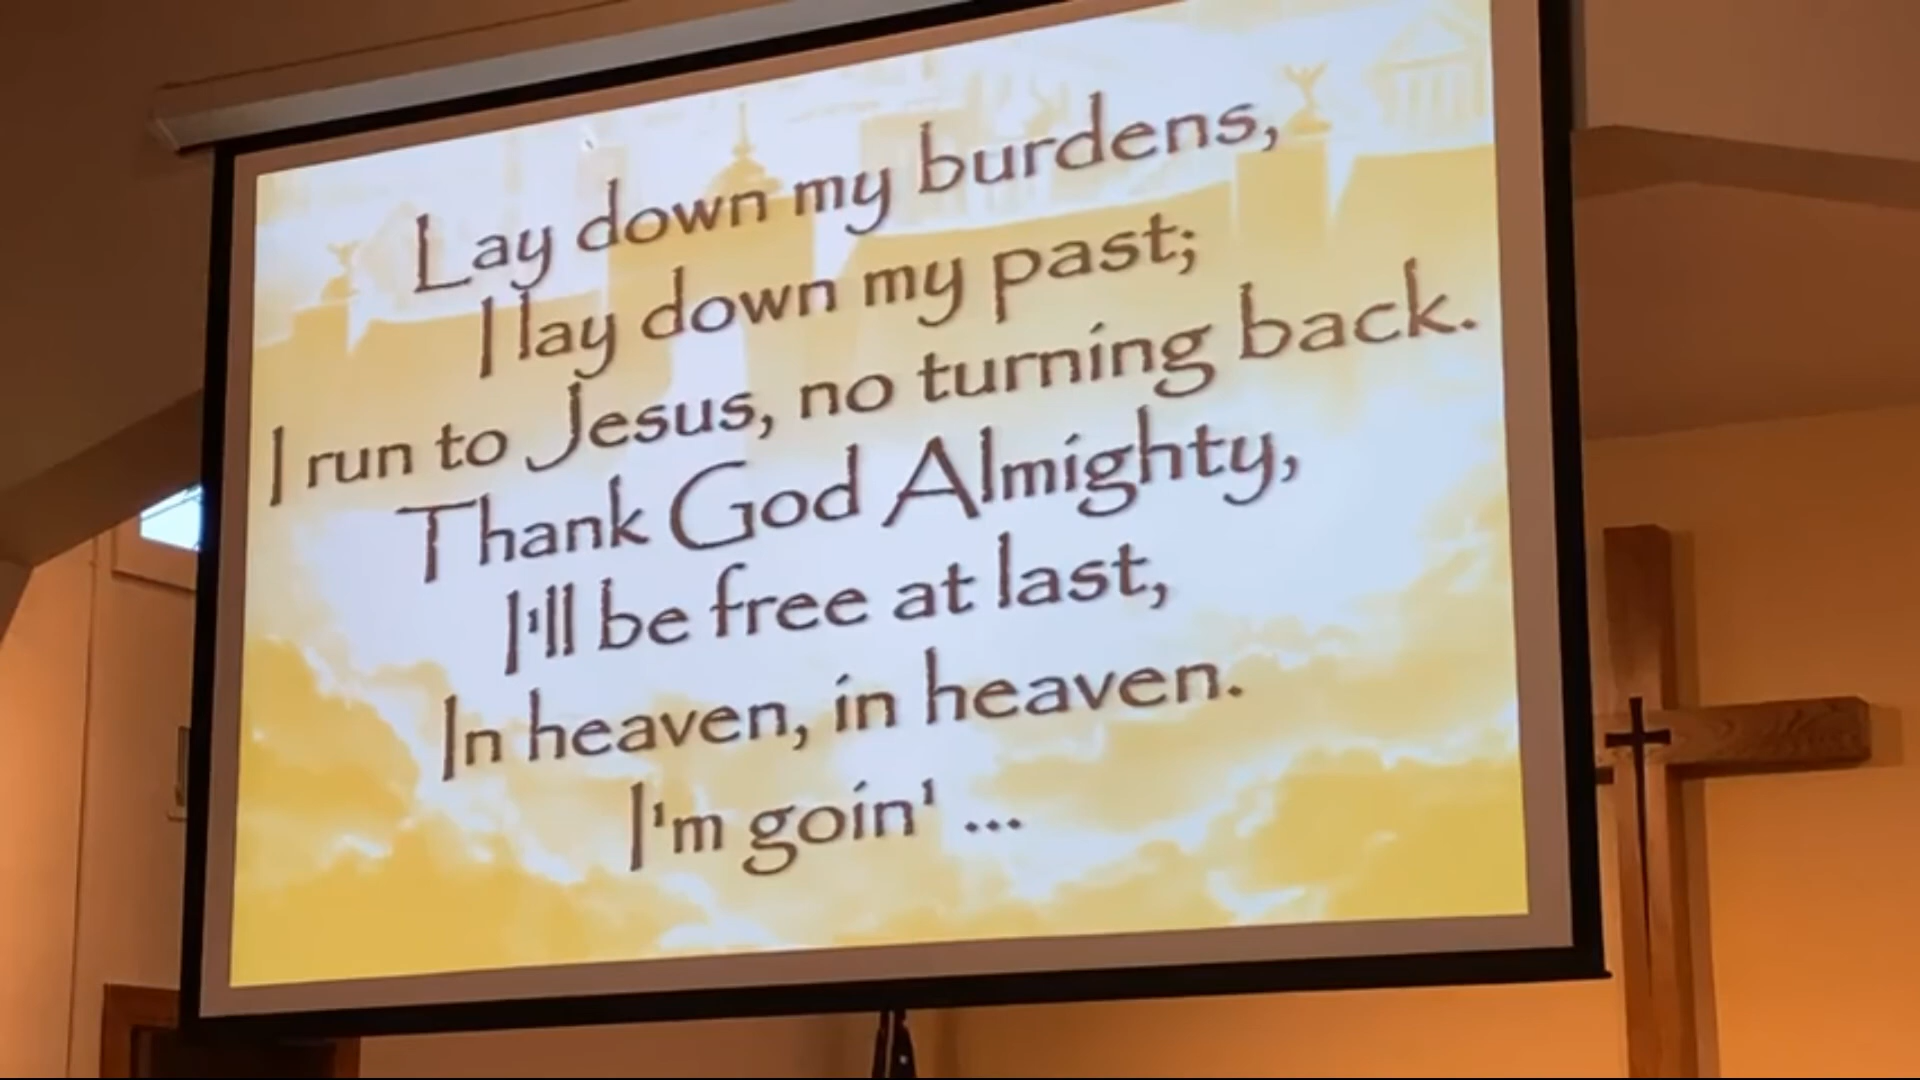 Lay down my burdens,
I lay down my past;
I run to Jesus, no turning back.
Thank God Almighty,
I'll be free at last,
In heaven, in heaven.
I'm goin' ...